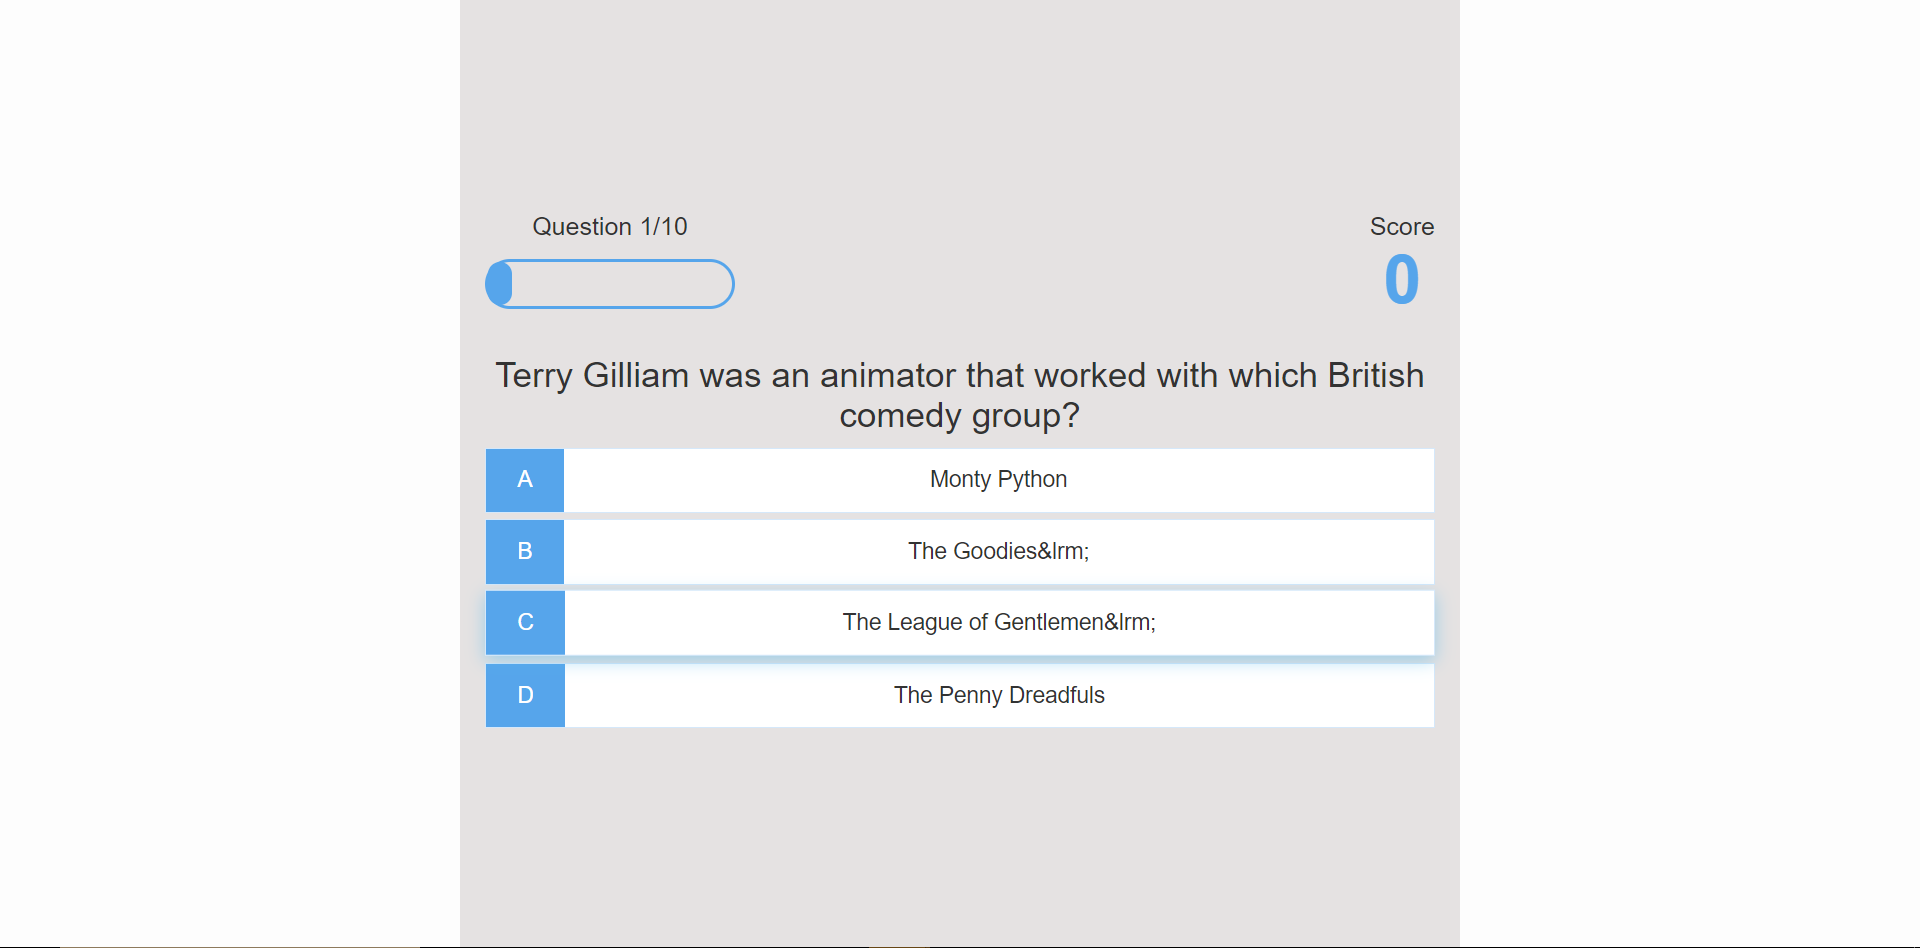 Question 1/10
Score
0
Terry Gilliam was an animator that worked with which British
comedy group?
A
Monty Python
B
The Goodies&lrm;
C
The League of Gentlemen&lrm;
D
The Penny Dreadfuls